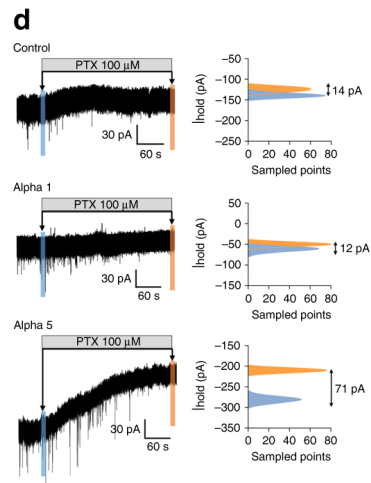 d
Control
PTX 100 µM
30 pA
60 s
Ihold (pA)
−50
−100
−150
−200
−250
0 20 40 60 80
Sampled points
14 pA
Alpha 1
PTX 100 µM
30 pA
60 s
Ihold (pA)
50
0
−50
−100
−150
0 20 40 60 80
Sampled points
12 pA
Alpha 5
PTX 100 µM
30 pA
60 s
Ihold (pA)
−150
−200
−250
−300
−350
0 20 40 60 80
Sampled points
71 pA